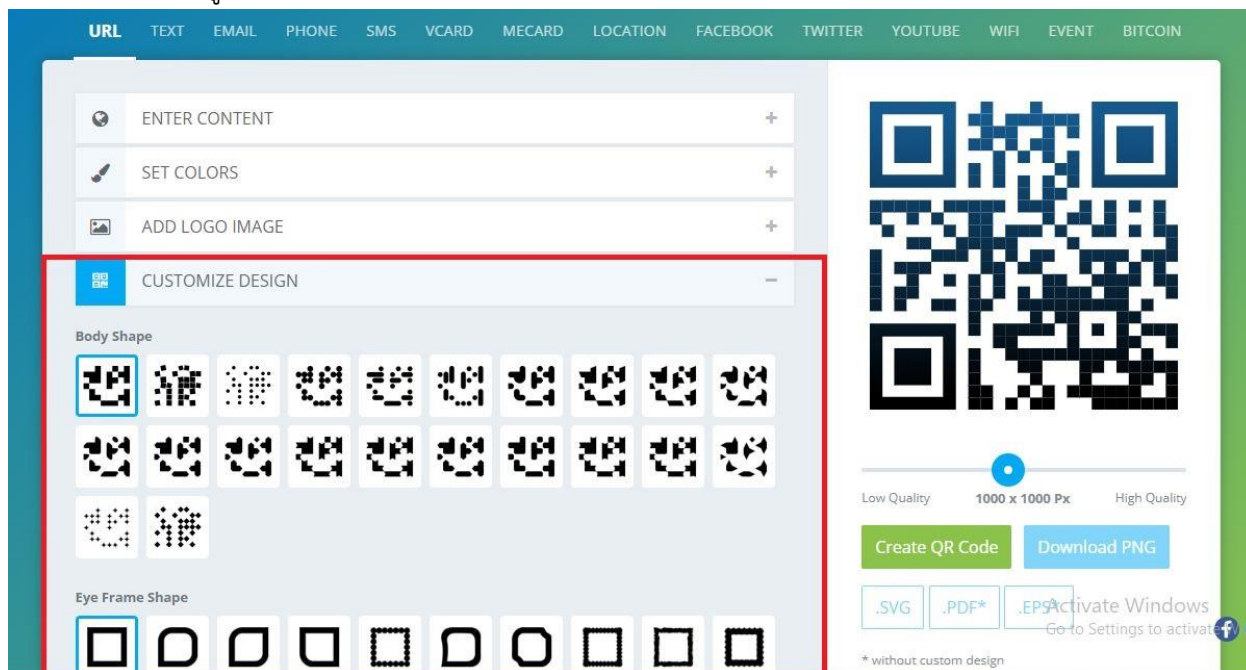 URL TEXT EMAIL PHONE SMS VCARD MECARD LOCATION FACEBOOK TWITTER YOUTUBE WIFI EVENT BITCOIN
ENTER CONTENT
SET COLORS
ADD LOGO IMAGE
CUSTOMIZE DESIGN
Body Shape
Eye Frame Shape
Low Quality 1000 x 1000 Px High Quality
Create QR Code Download PNG
.SVG .PDF* .EPS*
Activate Windows
Go to Settings to activate
* without custom design